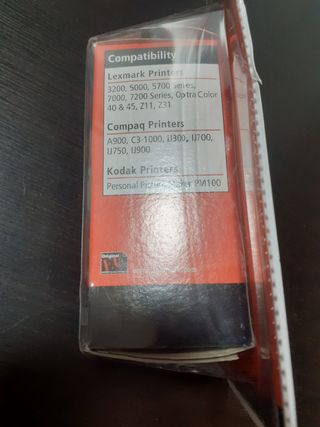 Compatibility
Lexmark Printers
3200, 5000, 5700 Series,
7000, 7200 Series, Optra Color
40 & 45, Z11, Z31
Compaq Printers
A900, C3-1000, IJ300, IJ700,
IJ750, IJ900
Kodak Printers
Personal Picture Maker PM100
Original